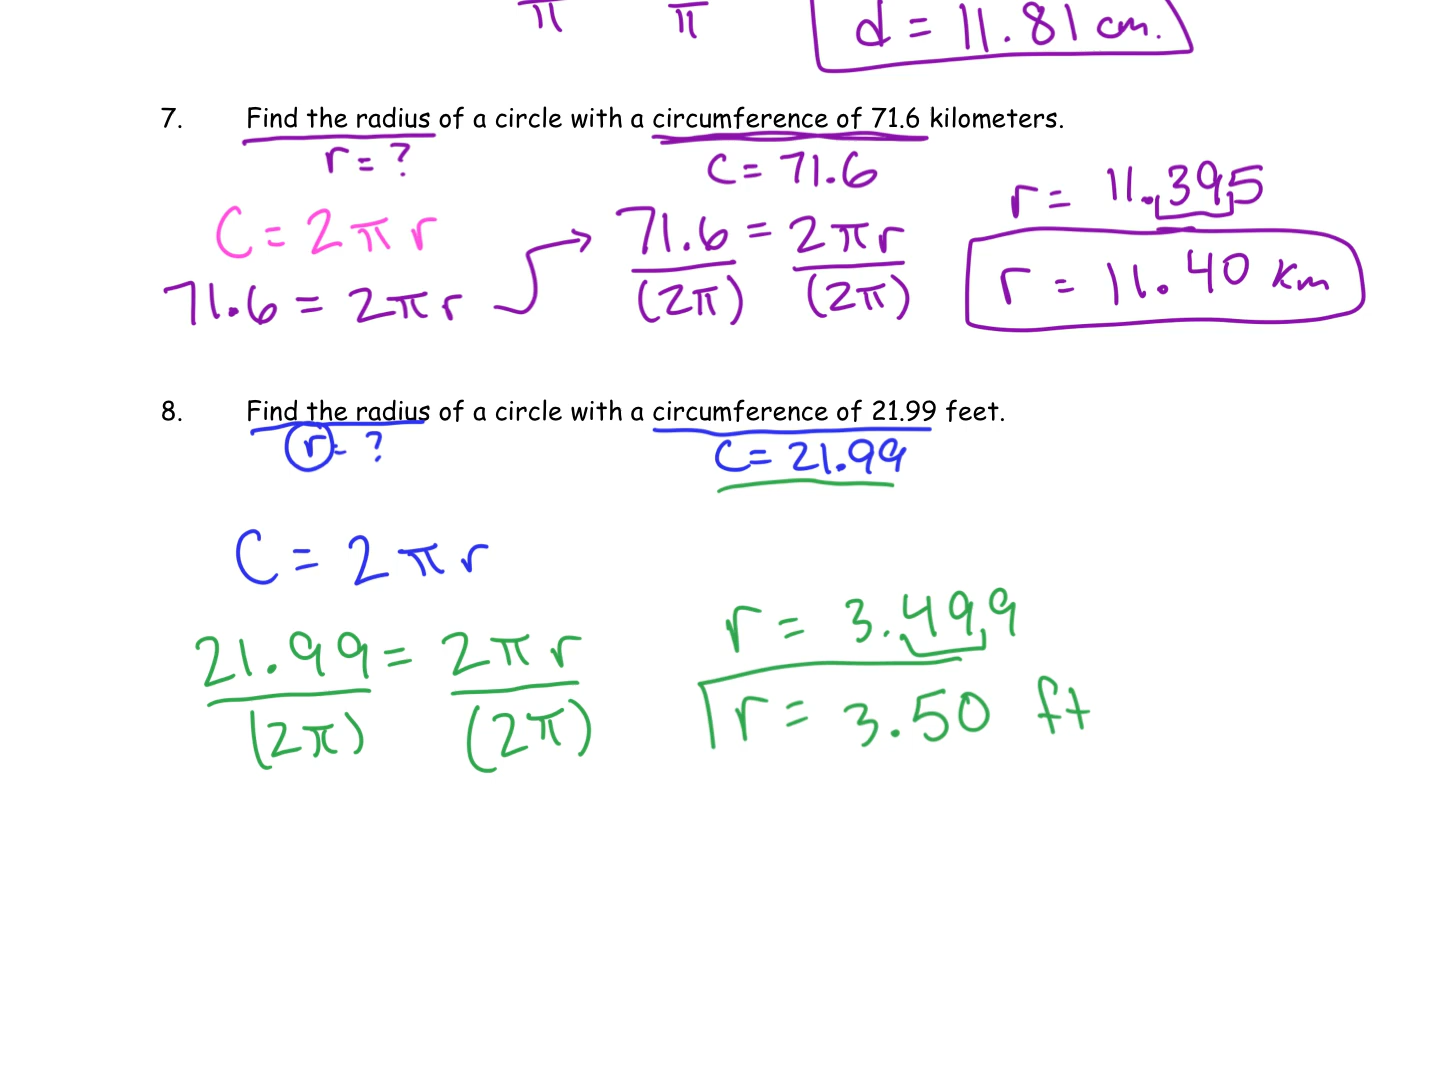 π π d = 11.81 cm.
7. Find the radius of a circle with a circumference of 71.6 kilometers.
r = ? C = 71.6
C = 2πr
71.6 = 2πr
71.6 = 2πr
(2π) (2π)
r = 11.395
r = 11.40 km
8. Find the radius of a circle with a circumference of 21.99 feet.
r = ? C = 21.99
C = 2πr
21.99 = 2πr
(2π) (2π)
r = 3.499
r = 3.50 ft